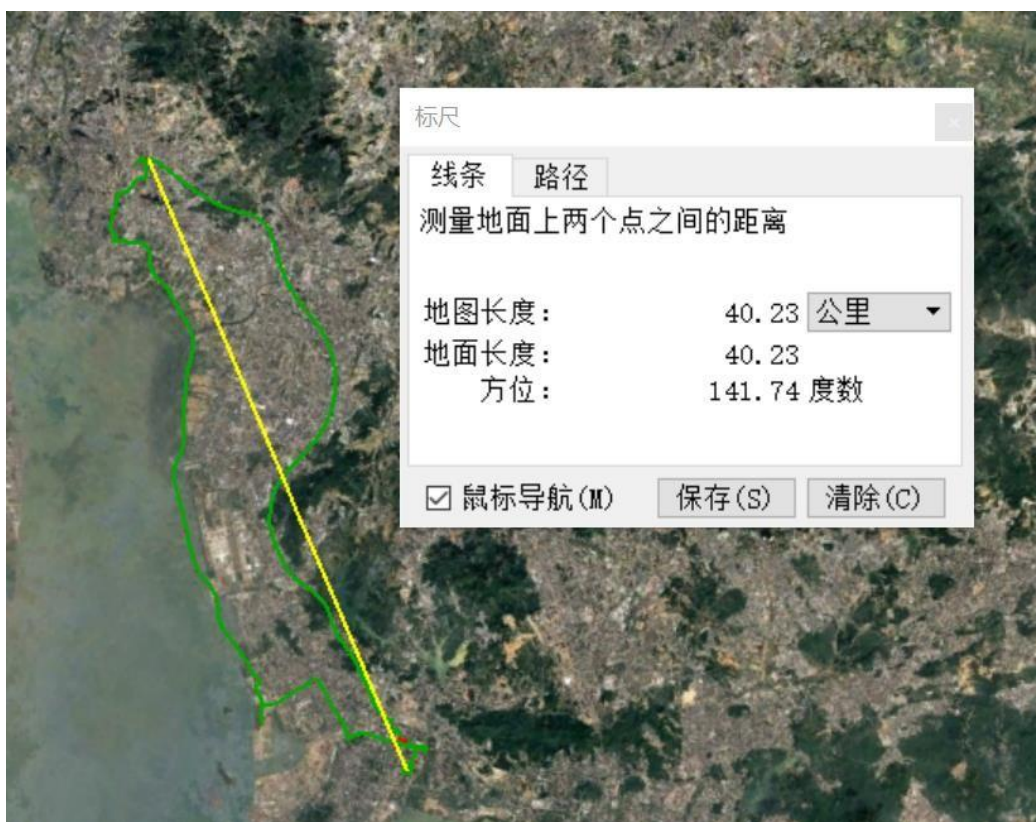 标尺
线条 路径
测量地面上两个点之间的距离
地图长度: 40.23 公里
地面长度: 40.23
方位: 141.74 度数
鼠标导航(M) 保存(S) 清除(C)